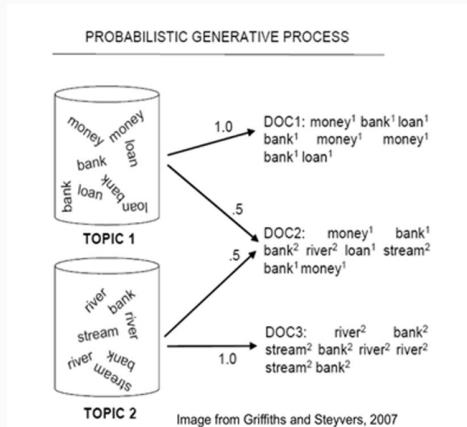 PROBABILISTIC GENERATIVE PROCESS
money
money
loan
bank
bank
loan
bank
loan
TOPIC 1
1.0
DOC1: money¹ bank¹ loan¹
bank¹ money¹ money¹
bank¹ loan¹
.5
DOC2: money¹ bank¹
bank² river² loan¹ stream²
bank¹ money¹
.5
river
bank
river
stream
river
bank
stream
TOPIC 2
1.0
DOC3: river² bank²
stream² bank² river² river²
stream² bank²
Image from Griffiths and Steyvers, 2007